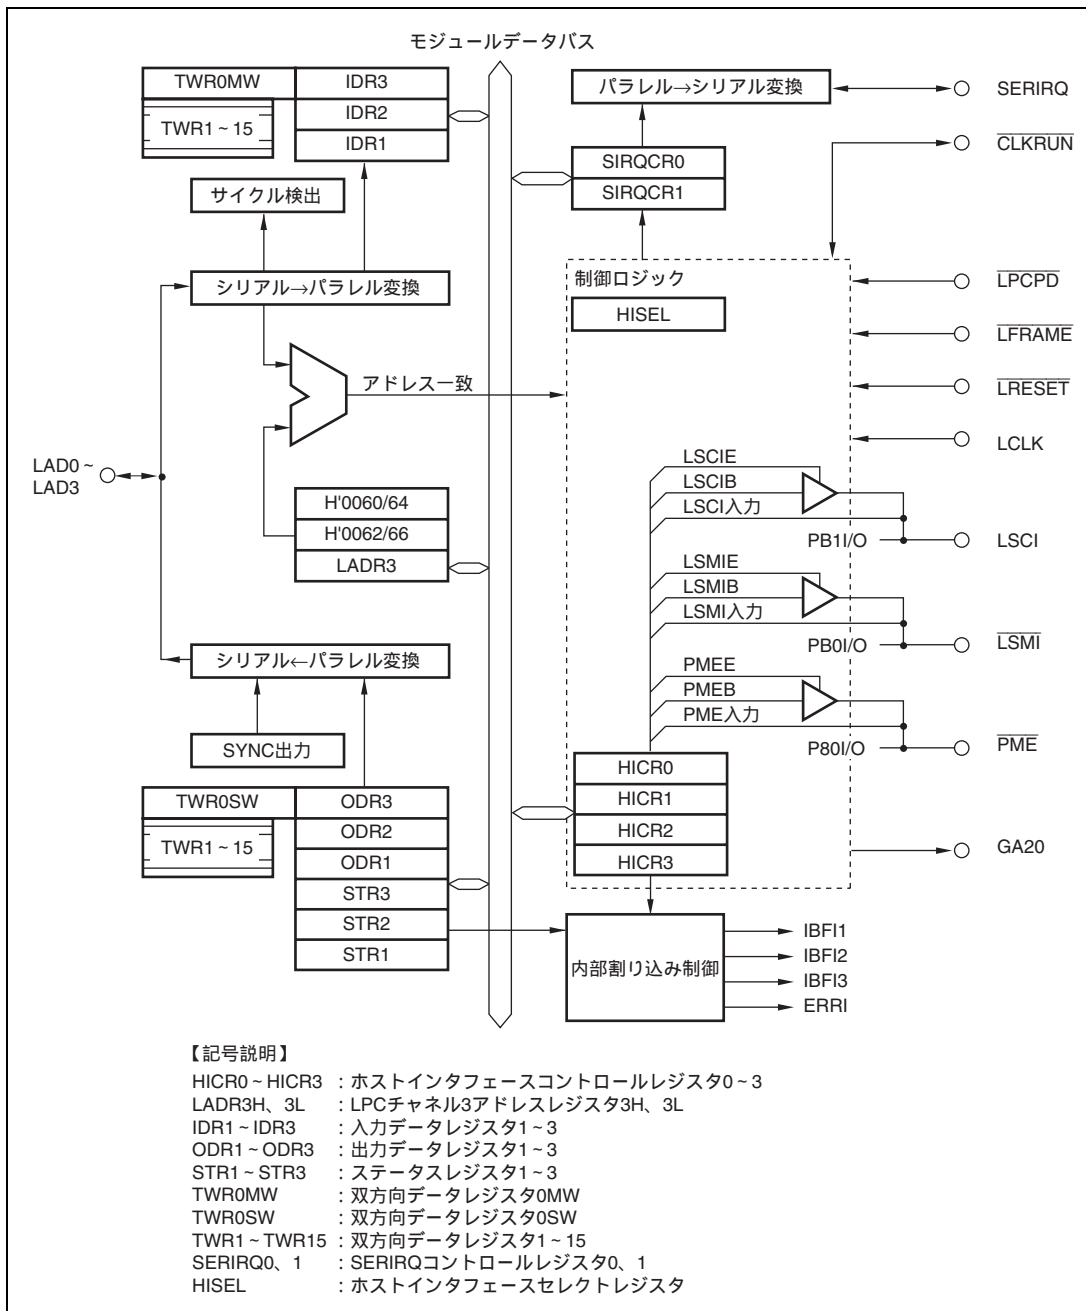 モジュールデータバス
TWR0MW
IDR3
IDR2
IDR1
TWR1~15
サイクル検出
シリアル→パラレル変換
アドレス一致
LAD0~
LAD3
H'0060/64
H'0062/66
LADR3
シリアル←パラレル変換
SYNC出力
TWR0SW
ODR3
ODR2
ODR1
STR3
STR2
STR1
TWR1~15
パラレル→シリアル変換
SIRQCR0
SIRQCR1
制御ロジック
HISEL
LSCIE
LSCIB
LSCI入力
PB1I/O
LSMIE
LSMIB
LSMI入力
PB0I/O
PMEE
PMEB
PME入力
P80I/O
HICR0
HICR1
HICR2
HICR3
内部割り込み制御
IBFI1
IBFI2
IBFI3
ERRI
SERIRQ
CLKRUN
LPCPD
LFRAME
LRESET
LCLK
LSCI
LSMI
PME
GA20
【記号説明】
HICR0~HICR3 :ホストインタフェースコントロールレジスタ0~3
LADR3H、3L :LPCチャネル3アドレスレジスタ3H、3L
IDR1~IDR3 :入力データレジスタ1~3
ODR1~ODR3 :出力データレジスタ1~3
STR1~STR3 :ステータスレジスタ1~3
TWR0MW :双方向データレジスタ0MW
TWR0SW :双方向データレジスタ0SW
TWR1~TWR15 :双方向データレジスタ1~15
SERIRQ0、1 :SERIRQコントロールレジスタ0、1
HISEL :ホストインタフェースセレクトレジスタ